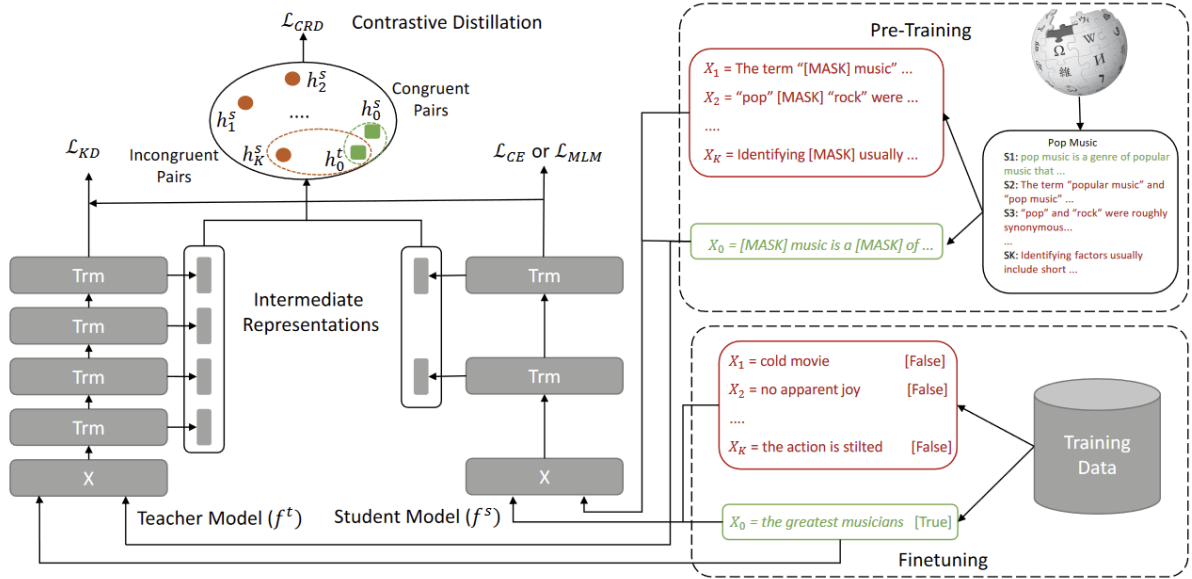 ℒ_CRD
Contrastive Distillation
h_2^s
Congruent
Pairs
h_1^s
....
h_0^s
h_K^s
h_0^t
Incongruent
Pairs
ℒ_KD
ℒ_CE or ℒ_MLM
Trm
Trm
Trm
Trm
X
Intermediate
Representations
Trm
Trm
X
Teacher Model (f^t)
Student Model (f^s)
Pre-Training
X_1 = The term “[MASK] music” ...
X_2 = “pop” [MASK] “rock” were ...
....
X_K = Identifying [MASK] usually ...
X_0 = [MASK] music is a [MASK] of ...
Ω
W
И
維
Pop Music
S1: pop music is a genre of popular
music that ...
S2: The term “popular music” and
“pop music” ...
S3: “pop” and “rock” were roughly
synonymous...
...
SK: Identifying factors usually
include short ...
X_1 = cold movie [False]
X_2 = no apparent joy [False]
....
X_K = the action is stilted [False]
X_0 = the greatest musicians [True]
Training
Data
Finetuning